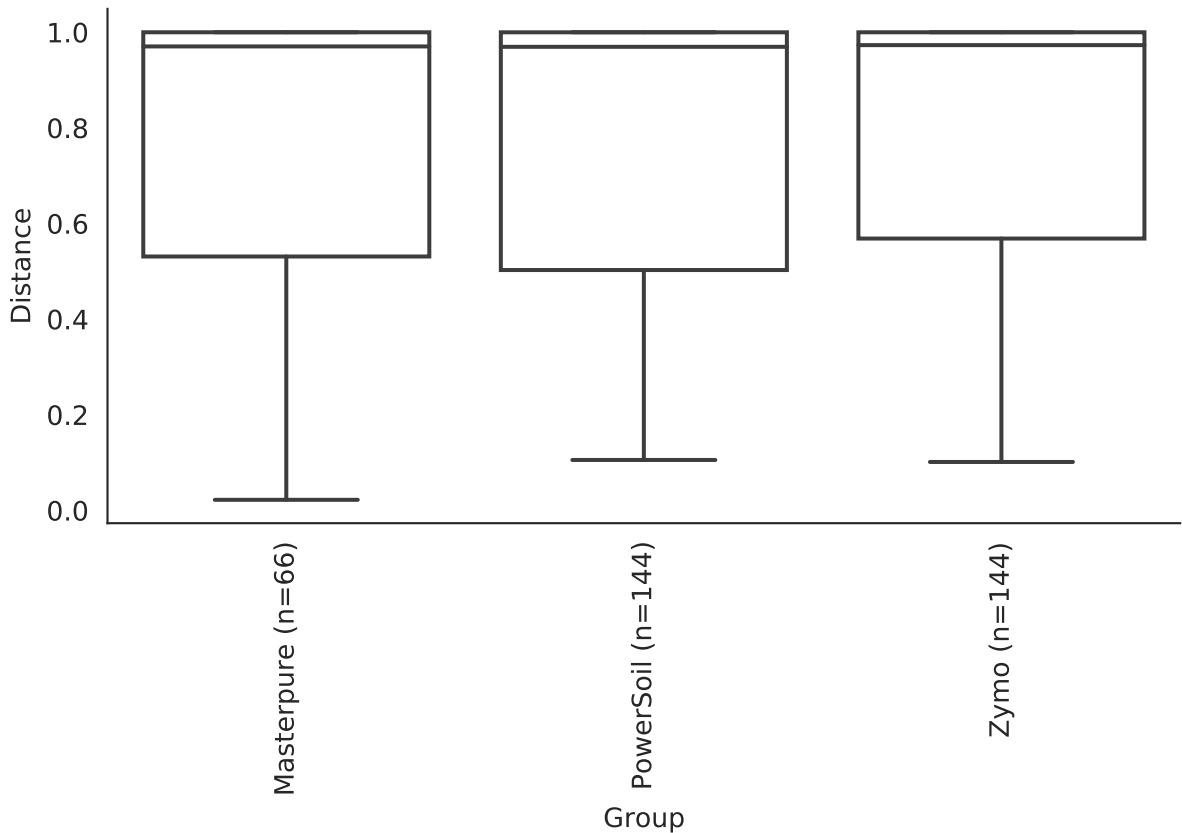 1.0
0.8
0.6
0.4
0.2
0.0
Distance
Masterpure (n=66)
PowerSoil (n=144)
Zymo (n=144)
Group